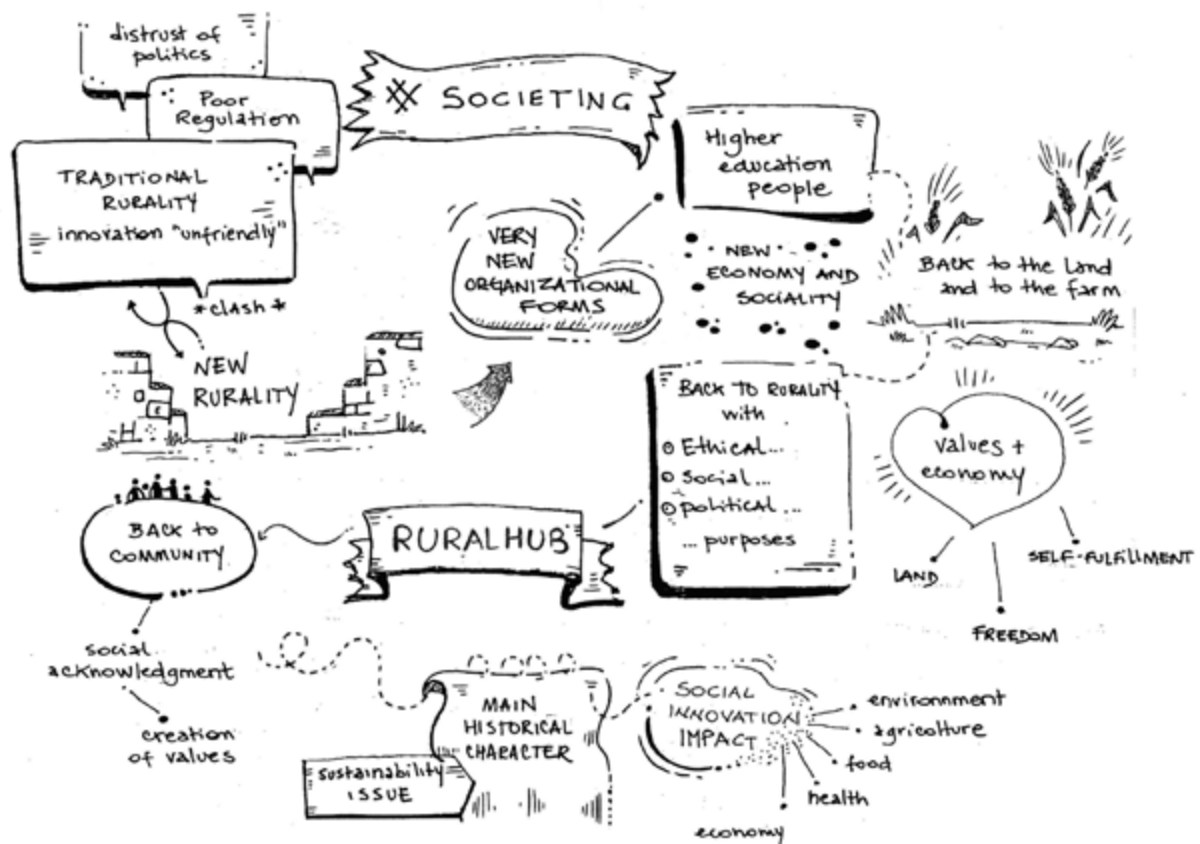 distrust of
politics
Poor
Regulation
TRADITIONAL
RURALITY
innovation "unfriendly"
*clash*
NEW
RURALITY
SOCIETING
VERY
NEW
ORGANIZATIONAL
FORMS
Higher
education
people
NEW
ECONOMY AND
SOCIALITY
BACK to the land
and to the farm
BACK TO RURALITY
with
Ethical...
Social...
political...
... purposes
values +
economy
LAND
FREEDOM
SELF-FULFILLMENT
RURALHUB
BACK to
COMMUNITY
social
acknowledgment
creation
of values
MAIN
HISTORICAL
CHARACTER
sustainability
ISSUE
SOCIAL
INNOVATION
IMPACT
environnment
agricolture
food
health
economy